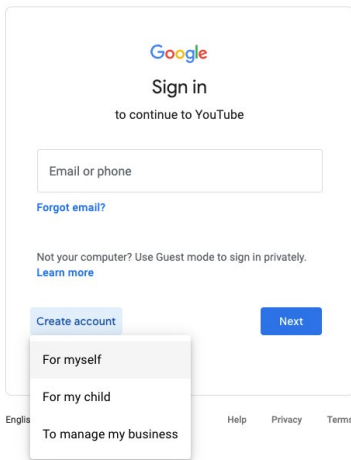 Google
Sign in
to continue to YouTube
Email or phone
Forgot email?
Not your computer? Use Guest mode to sign in privately.
Learn more
Create account
Next
For myself
For my child
To manage my business
Englis
Help
Privacy
Terms